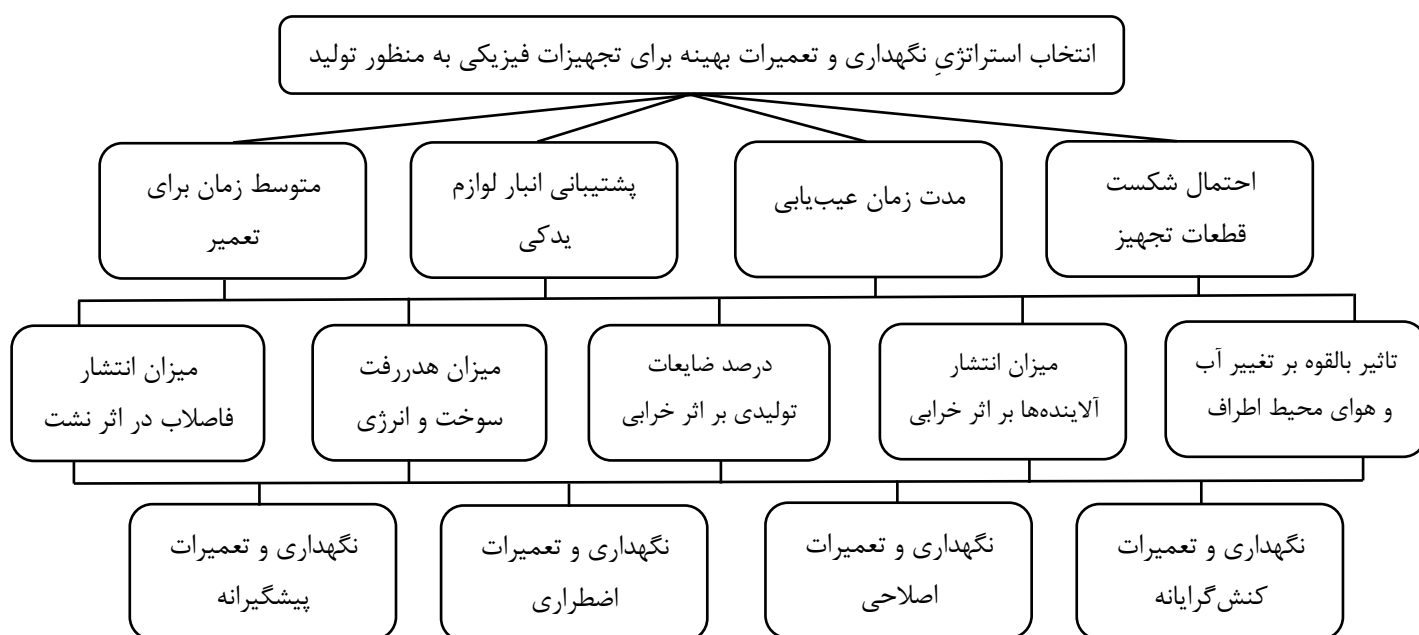 انتخاب استراتژیِ نگهداری و تعمیرات بهینه برای تجهیزات فیزیکی به منظور تولید
احتمال شکست
قطعات تجهیز
مدت زمان عیب‌یابی
پشتیبانی انبار لوازم
یدکی
متوسط زمان برای
تعمیر
تاثیر بالقوه بر تغییر آب
و هوای محیط اطراف
میزان انتشار
آلاینده‌ها بر اثر خرابی
درصد ضایعات
تولیدی بر اثر خرابی
میزان هدررفت
سوخت و انرژی
میزان انتشار
فاصلاب در اثر نشت
نگهداری و تعمیرات
کنش‌گرایانه
نگهداری و تعمیرات
اصلاحی
نگهداری و تعمیرات
اضطراری
نگهداری و تعمیرات
پیشگیرانه